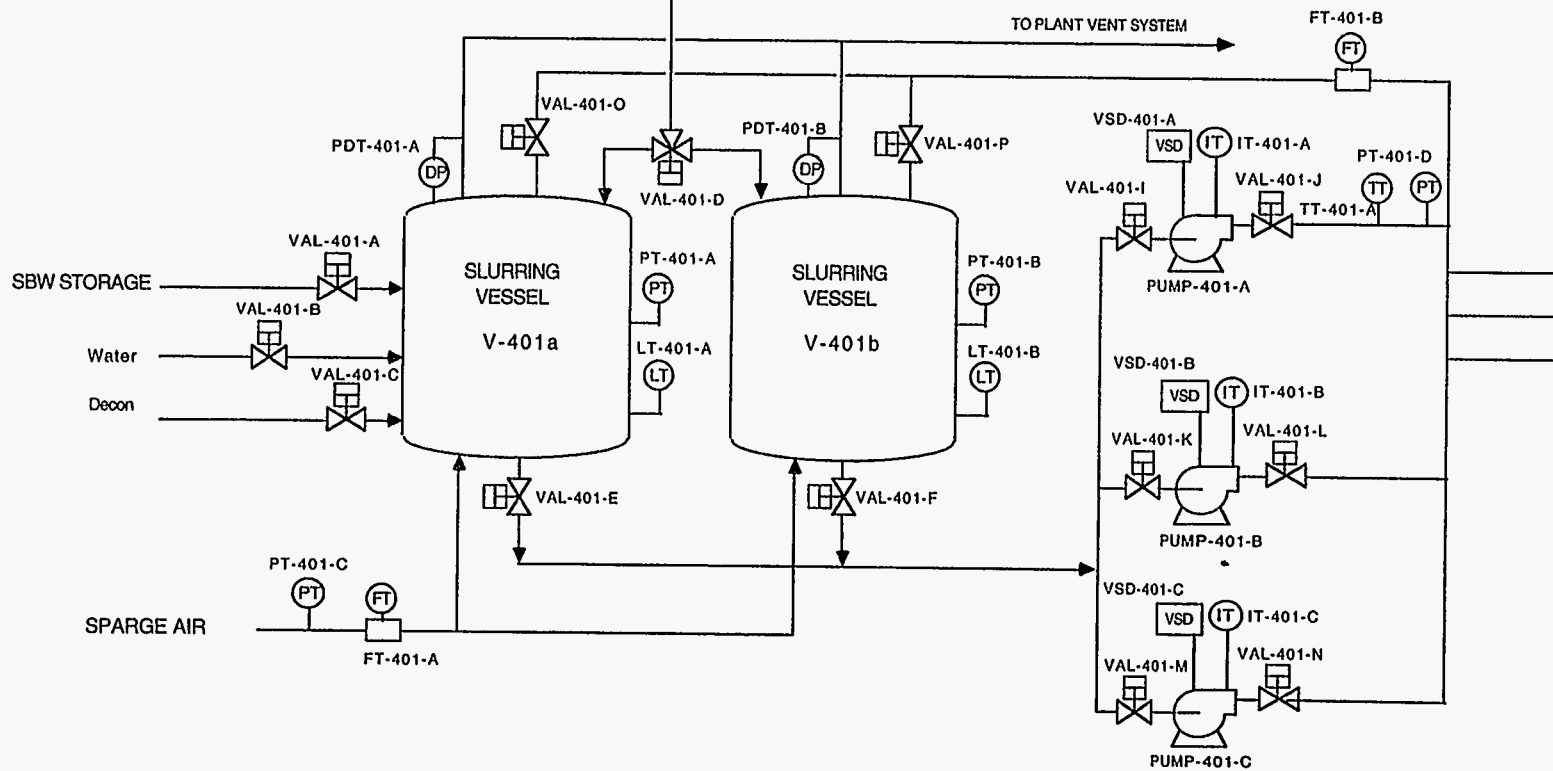 TO PLANT VENT SYSTEM
FT-401-B
FT
VAL-401-O
PDT-401-A
DP
PDT-401-B
DP
VAL-401-P
VAL-401-D
VSD-401-A
VSD
IT
IT-401-A
PT-401-D
TT
PT
VAL-401-I
VAL-401-J
TT-401-A
PUMP-401-A
VAL-401-A
SBW STORAGE
VAL-401-B
Water
VAL-401-C
Decon
SLURRING
VESSEL
V-401a
PT-401-A
PT
LT-401-A
LT
SLURRING
VESSEL
V-401b
PT-401-B
PT
LT-401-B
LT
VSD-401-B
VSD
IT
IT-401-B
VAL-401-K
VAL-401-L
PUMP-401-B
VAL-401-E
VAL-401-F
PT-401-C
PT
FT
SPARGE AIR
FT-401-A
VSD-401-C
VSD
IT
IT-401-C
VAL-401-M
VAL-401-N
PUMP-401-C